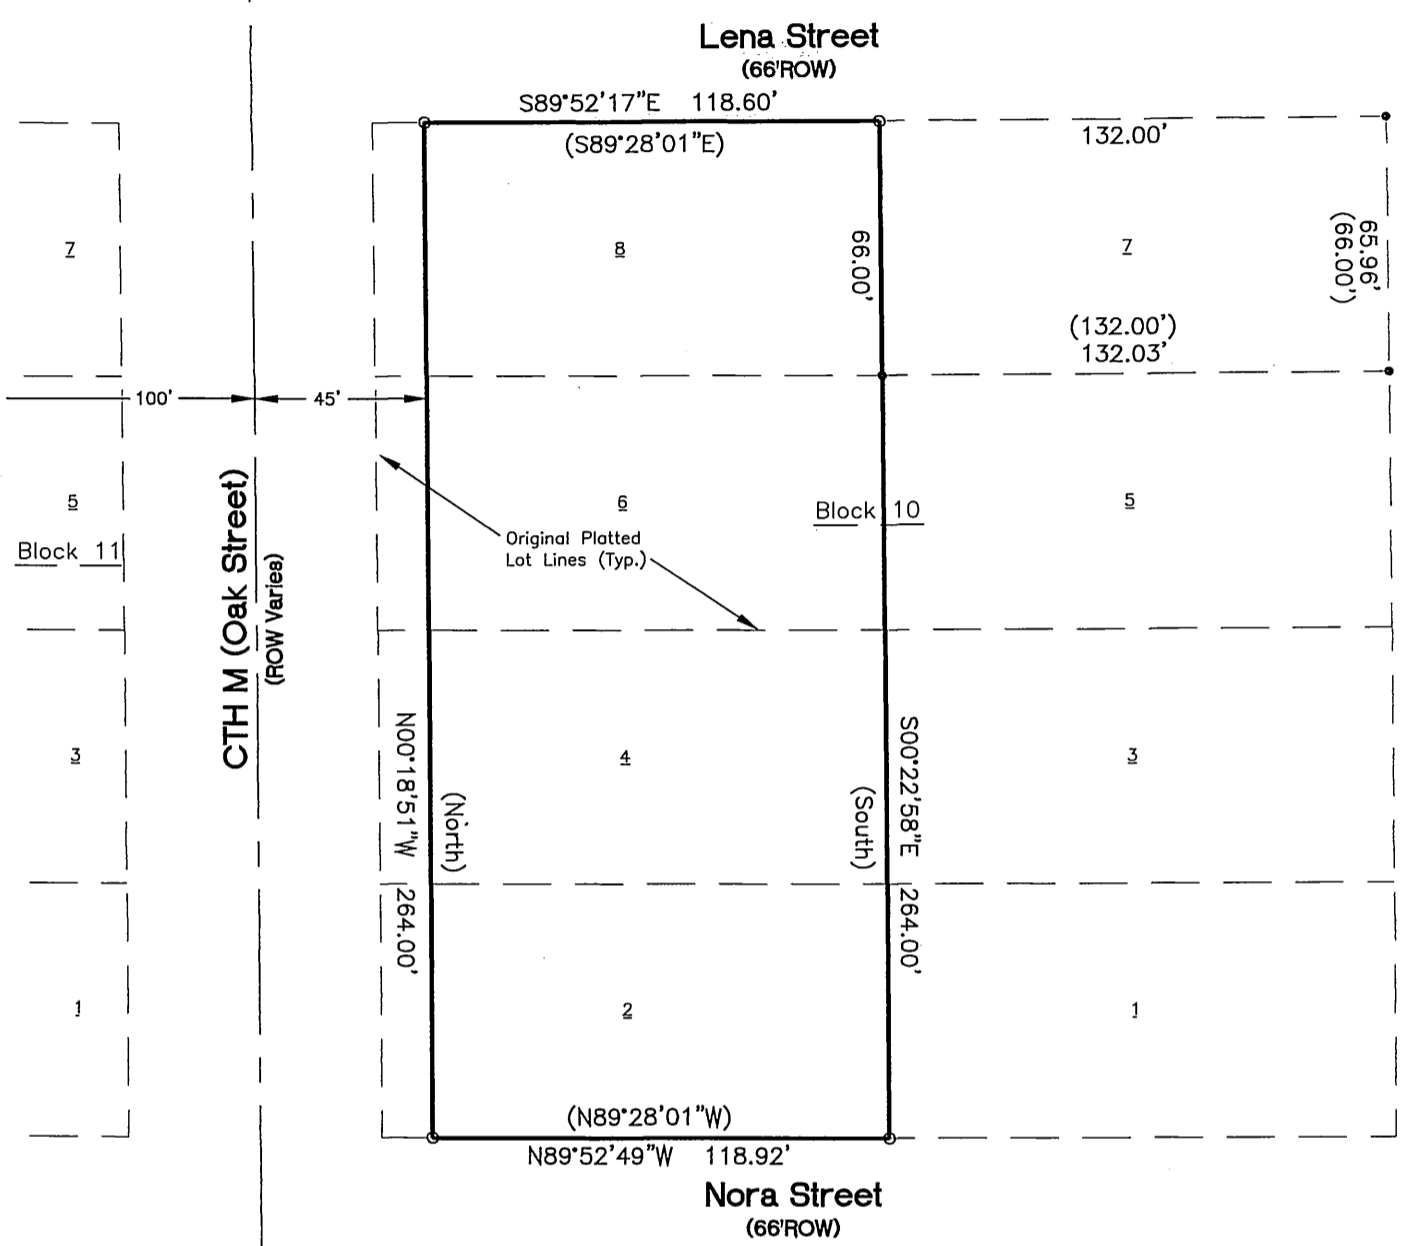 Lena Street
(66'ROW)
S89°52'17"E 118.60'
(S89°28'01"E)
132.00'
7
8
7
66.00'
65.96'
(66.00')
(132.00')
132.03'
100'
45'
5
6
5
Block 10
Block 11
Original Platted
Lot Lines (Typ.)
CTH M (Oak Street)
(ROW Varies)
3
4
3
N00°18'51"W 264.00'
(North)
(South)
S00°22'58"E 264.00'
1
2
1
(N89°28'01"W)
N89°52'49"W 118.92'
Nora Street
(66'ROW)